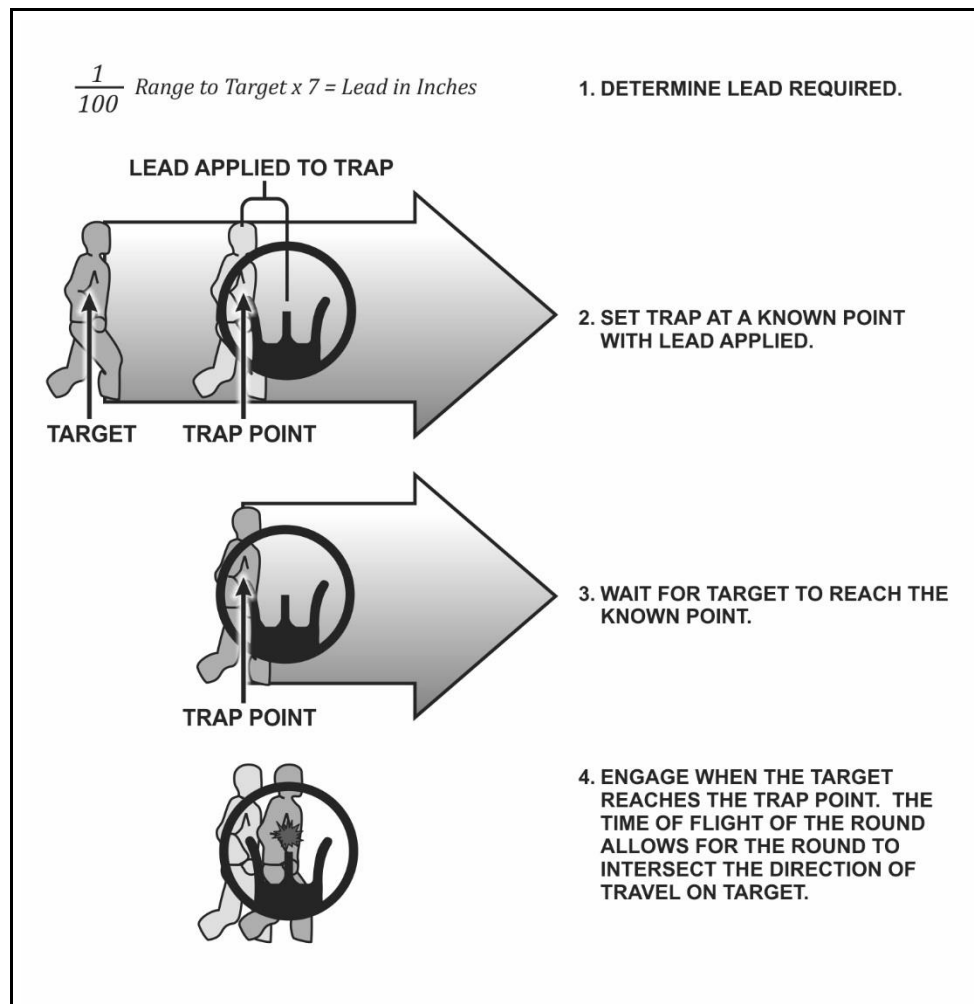 1/100 Range to Target x 7 = Lead in Inches
1. DETERMINE LEAD REQUIRED.
LEAD APPLIED TO TRAP
2. SET TRAP AT A KNOWN POINT
WITH LEAD APPLIED.
TARGET
TRAP POINT
3. WAIT FOR TARGET TO REACH THE
KNOWN POINT.
TRAP POINT
4. ENGAGE WHEN THE TARGET
REACHES THE TRAP POINT. THE
TIME OF FLIGHT OF THE ROUND
ALLOWS FOR THE ROUND TO
INTERSECT THE DIRECTION OF
TRAVEL ON TARGET.